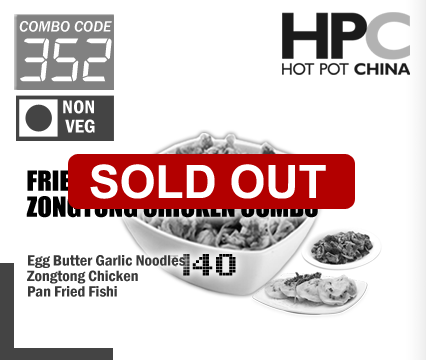 COMBO CODE
352
HPC
HOT POT CHINA
NON
VEG
SOLD OUT
ZONGTONG CHICKEN COMBO
Egg Butter Garlic Noodles
140
Zongtong Chicken
Pan Fried Fishi